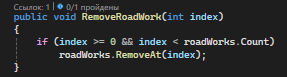 Ссылок: 1 | 0/1 пройдены
public void RemoveRoadWork(int index)
{
if (index >= 0 && index < roadWorks.Count)
roadWorks.RemoveAt(index);
}